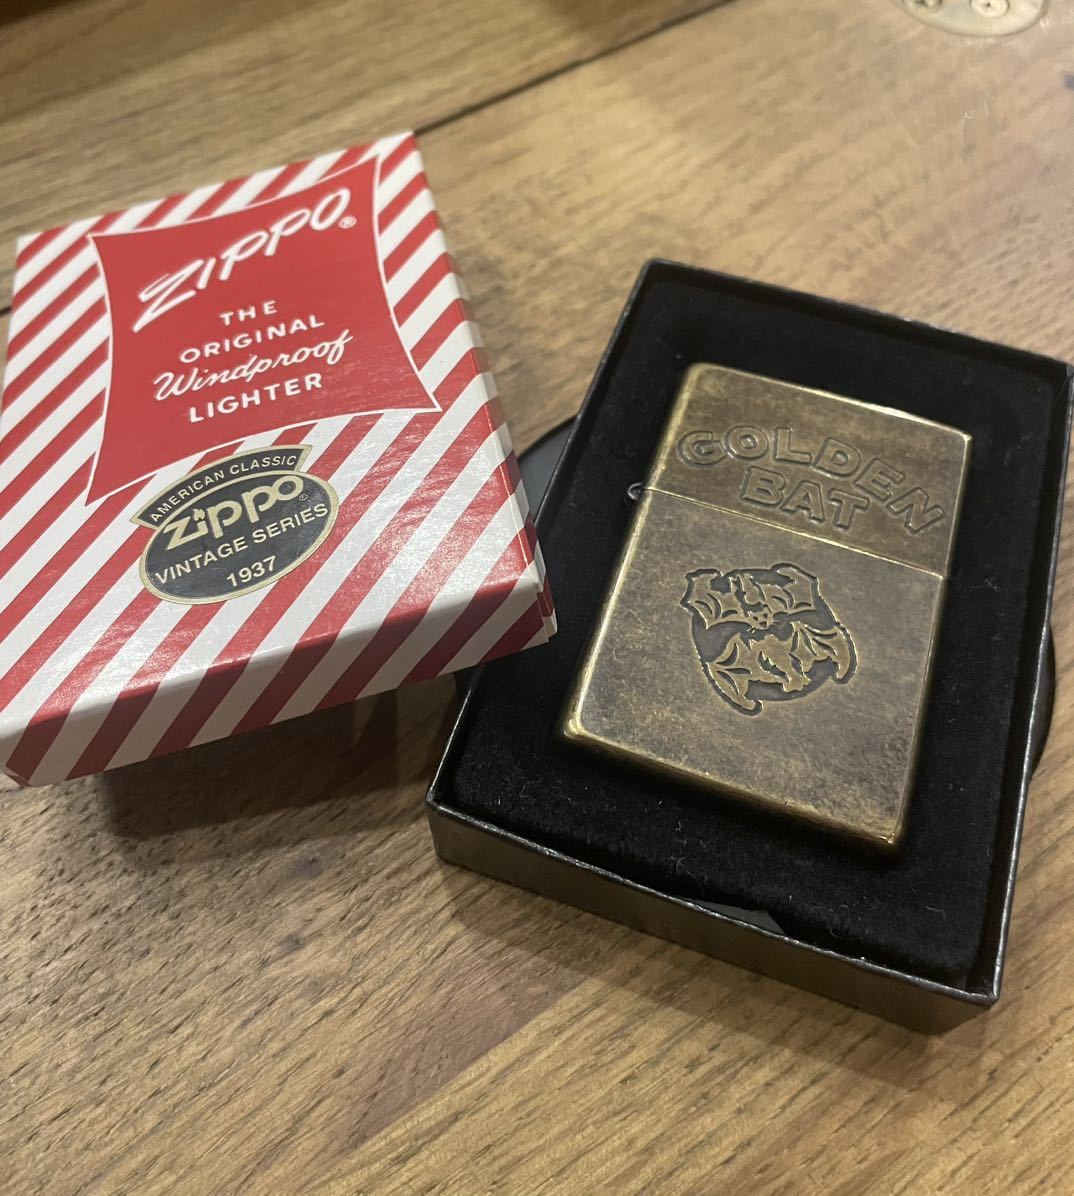 ZIPPO®
THE
ORIGINAL
Windproof
LIGHTER
AMERICAN CLASSIC
Zippo®
VINTAGE SERIES
1937
GOLDEN
BAT